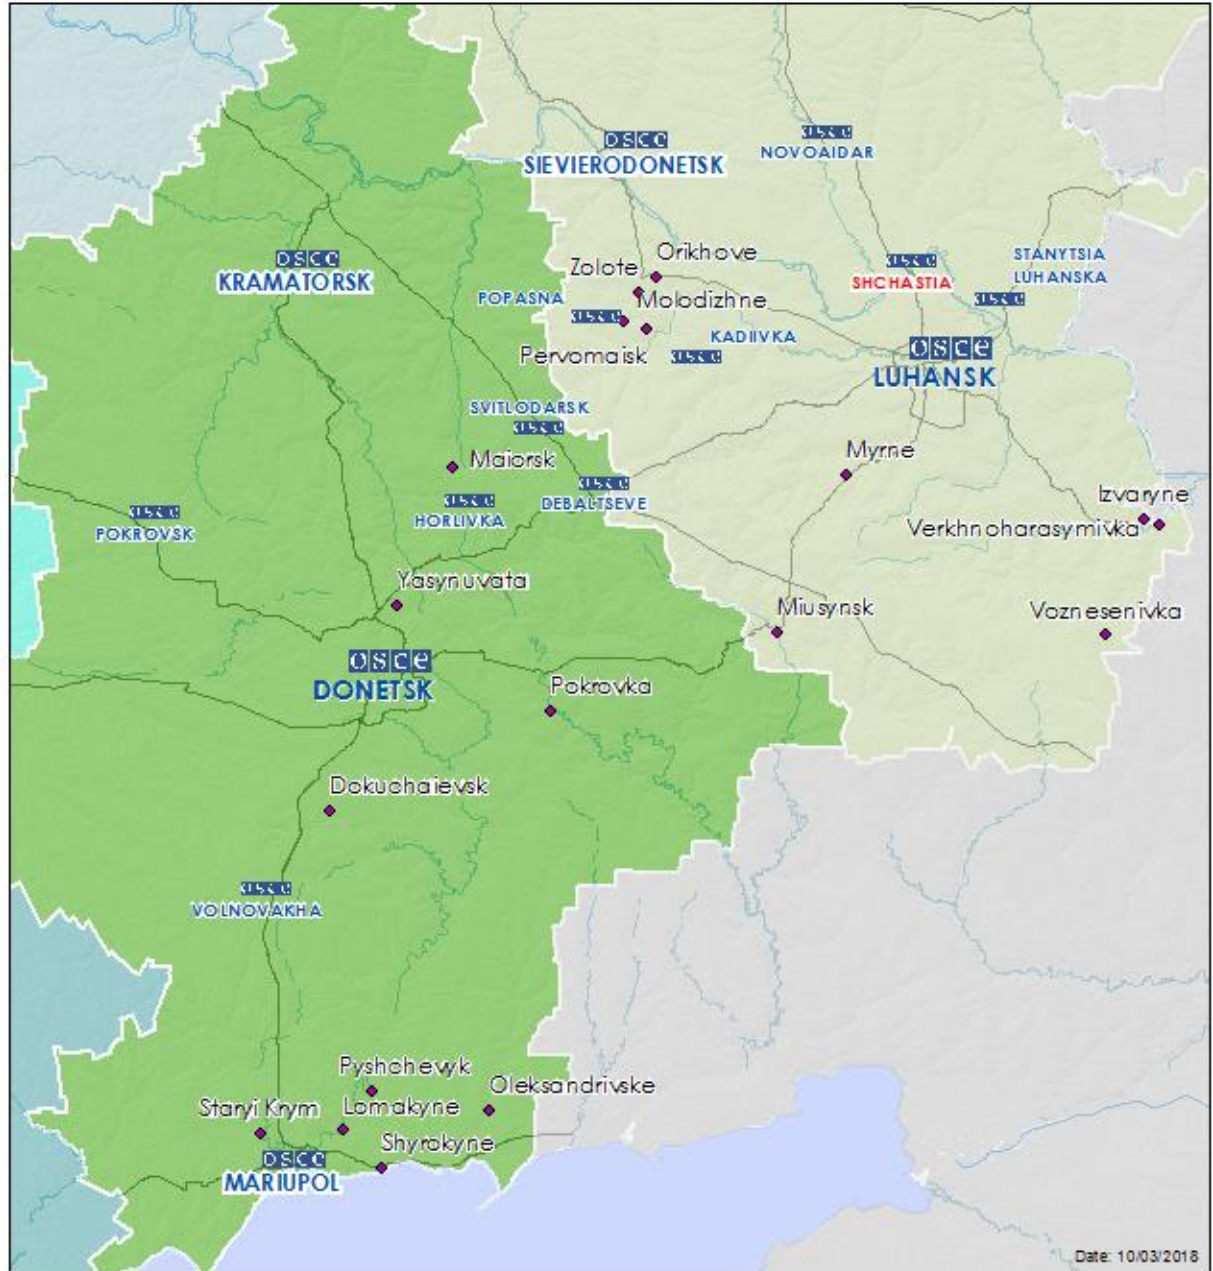 OSCE
SIEVIERODONETSK
OSCE
NOVOAIDAR
OSCE
KRAMATORSK
Orikhove
Zolote
OSCE
SHCHASTIA
STANYTSIA
LUHANSKA
OSCE
POPASNA
OSCE
Molodizhne
KADIIVKA
OSCE
Pervomaisk
OSCE
LUHANSK
SVITLODARSK
OSCE
Maiorsk
Myrne
OSCE
DEBALTSEVE
OSCE
HORLIVKA
OSCE
POKROVSK
Izvaryne
Verkhnoharasymivka
Yasynuvata
Miusynsk
Voznesenivka
OSCE
DONETSK
Pokrovka
Dokuchaievsk
OSCE
VOLNOVAKHA
Pyshchevyk
Oleksandrivske
Staryi Krym
Lomakyne
Shyrokyne
OSCE
MARIUPOL
Date: 10/03/2018